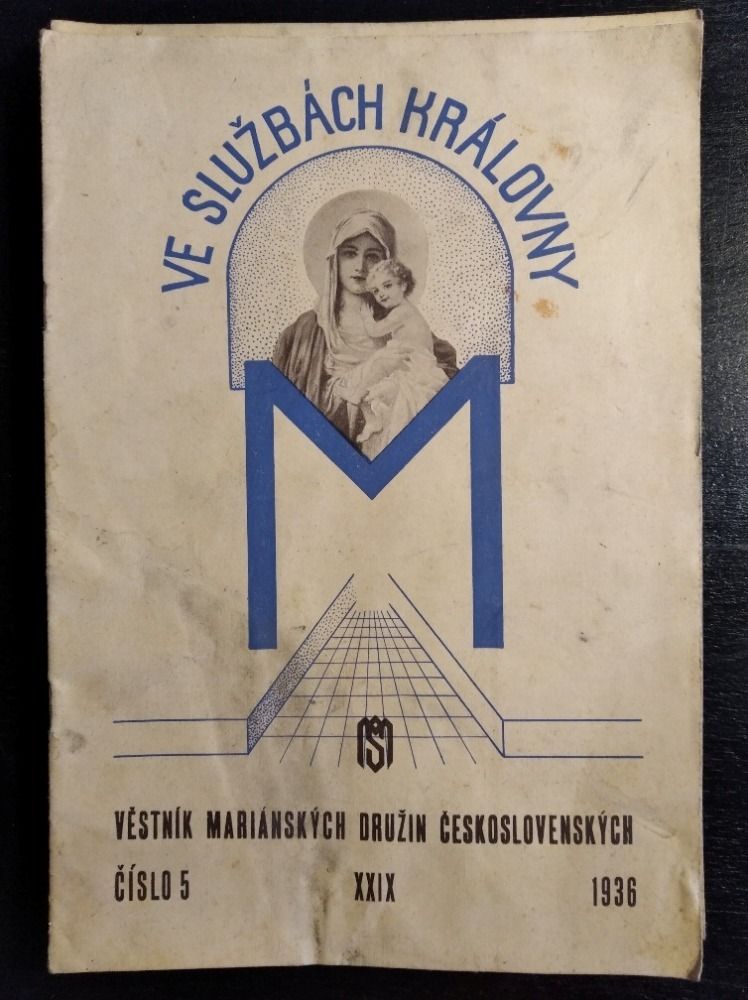 VE SLUŽBÁCH KRÁLOVNY
M
VĚSTNÍK MARIÁNSKÝCH DRUŽIN ČESKOSLOVENSKÝCH
ČÍSLO 5 XXIX 1936